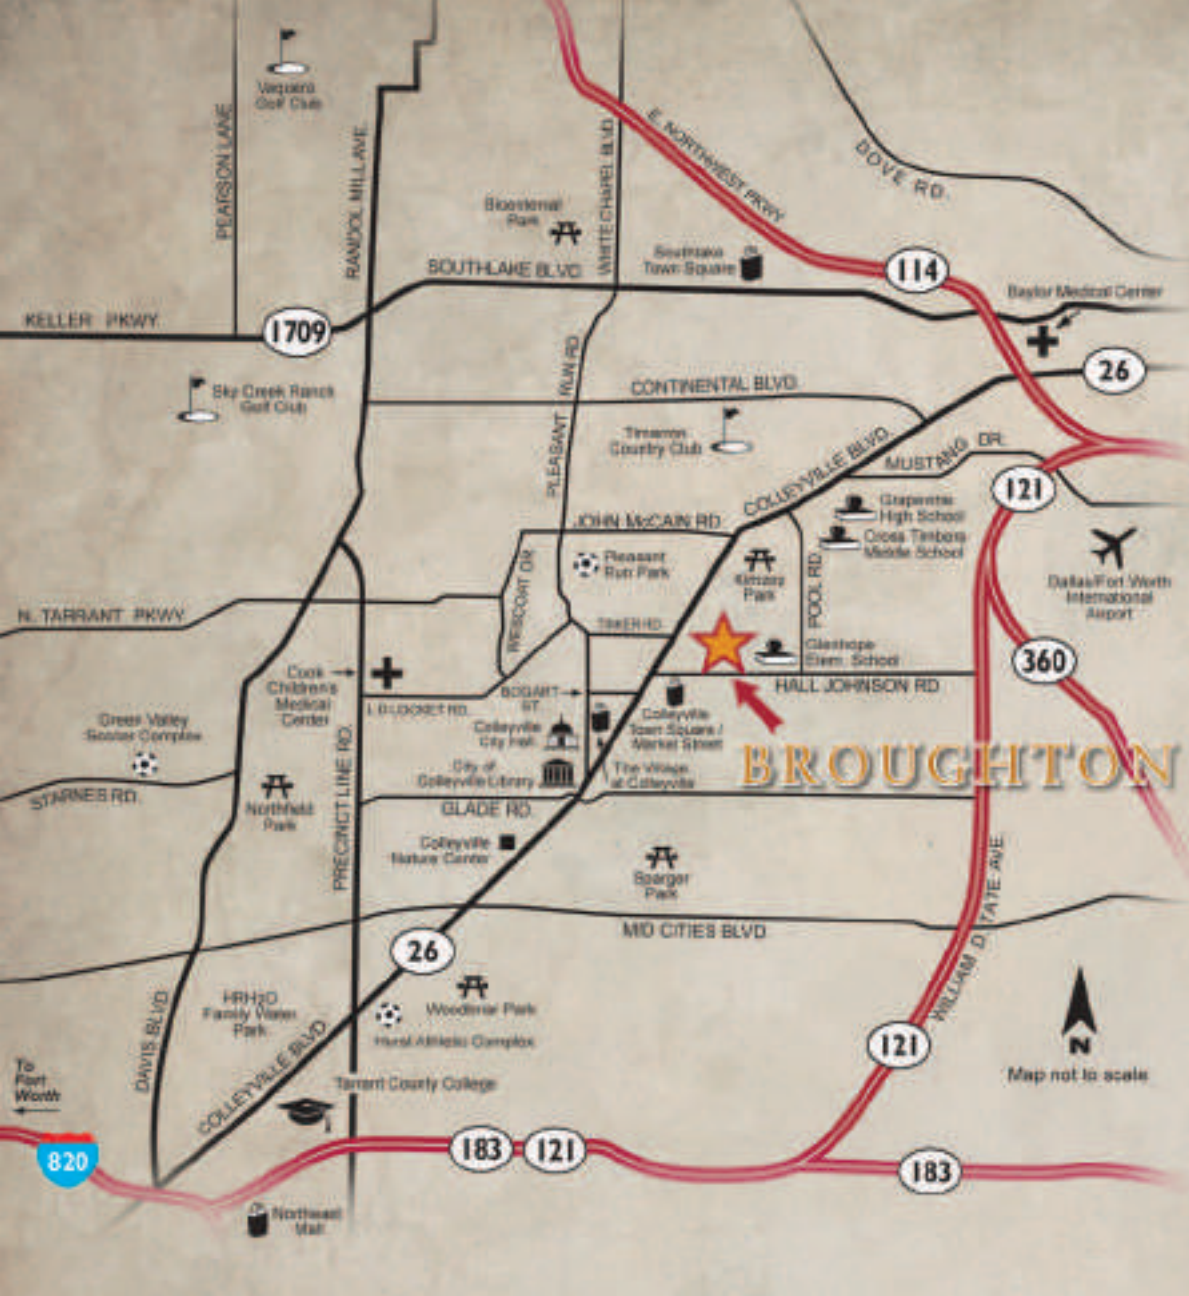 Vaquero
Golf Club
PEARSON LANE
RANDOL MILL AVE.
WHITE CHAPEL BLVD.
E. NORTHWEST PKWY
DOVE RD.
Bicentennial
Park
Southlake
Town Square
SOUTHLAKE BLVD
114
Baylor Medical Center
KELLER PKWY
1709
26
CONTINENTAL BLVD.
Sky Creek Ranch
Golf Club
PLEASANT RUN RD
Timarron
Country Club
COLLEYVILLE BLVD.
MUSTANG DR.
121
Grapevine
High School
JOHN McCAIN RD
Cross Timbers
Middle School
Pleasant
Run Park
Kimzey
Park
POOL RD.
Dallas/Fort Worth
International
Airport
WESCOAT DR.
N. TARRANT PKWY
TINKER RD.
Glenhope
Elem. School
360
HALL JOHNSON RD
Cook
Children's
Medical
Center
BOGART
ST.
L.D. LOCKET RD.
Colleyville
City Hall
Colleyville
Town Square /
Market Street
Green Valley
Soccer Complex
BROUGHTON
City of
Colleyville Library
The Village
at Colleyville
STARNES RD.
Northfield
Park
PRECINCT LINE RD.
GLADE RD.
Colleyville
Nature Center
Sparger
Park
WILLIAM D. TATE AVE.
MID CITIES BLVD
26
HRH2O
Family Water
Park
Woodbriar Park
Hurst Athletic Complex
DAVIS BLVD
COLLEYVILLE BLVD
121
N
Map not to scale
To
Fort
Worth
Tarrant County College
820
183
121
183
Northeast
Mall